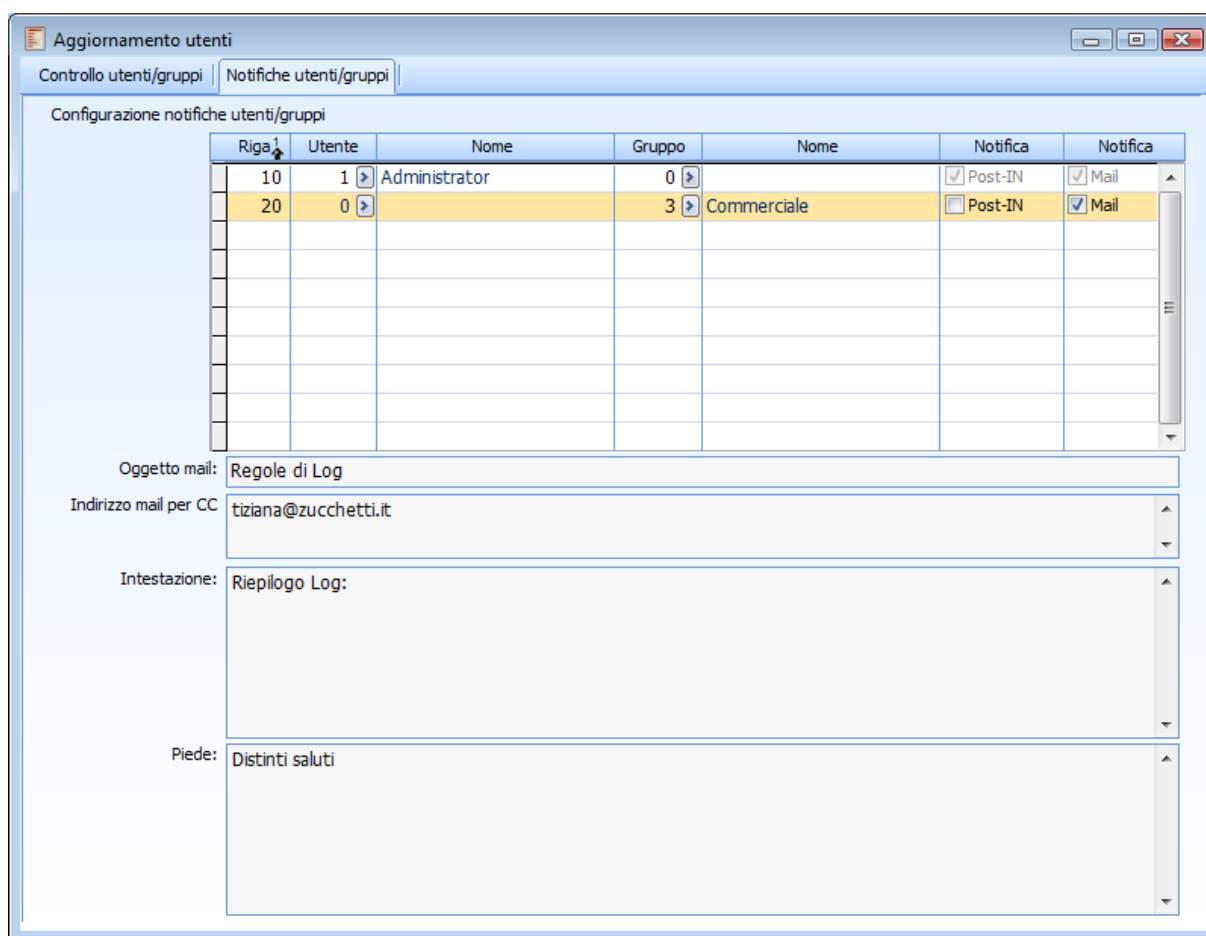 Aggiornamento utenti
Controllo utenti/gruppi Notifiche utenti/gruppi
Configurazione notifiche utenti/gruppi
Riga 1 Utente Nome Gruppo Nome Notifica Notifica
10 1 Administrator 0 Post-IN Mail
20 0 3 Commerciale Post-IN Mail
Oggetto mail: Regole di Log
Indirizzo mail per CC tiziana@zucchetti.it
Intestazione: Riepilogo Log:
Piede: Distinti saluti